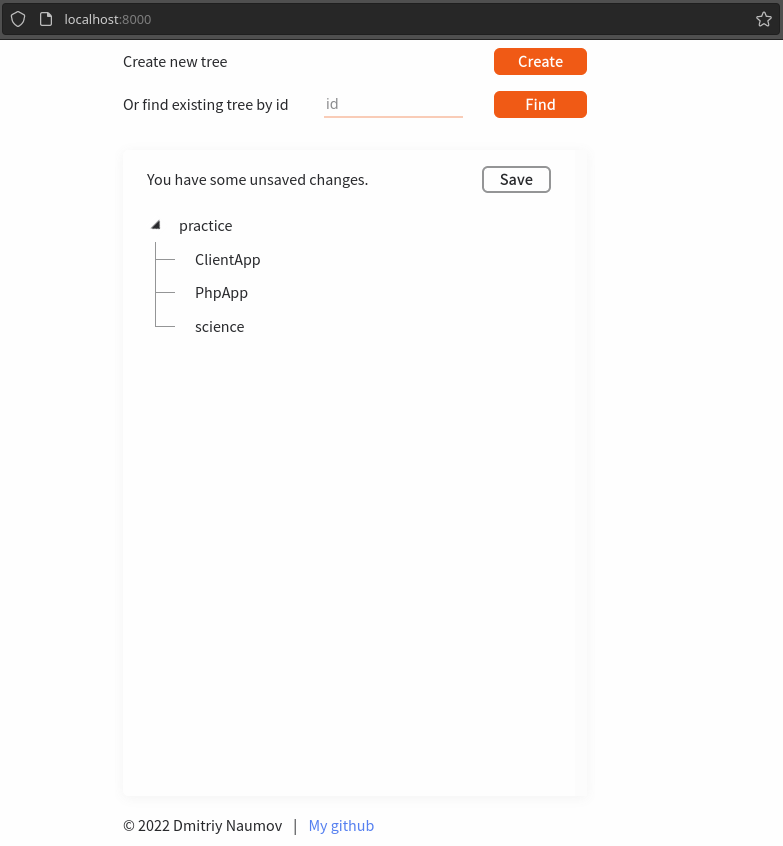 localhost:8000
Create new tree Create
Or find existing tree by id id Find
You have some unsaved changes. Save
practice
ClientApp
PhpApp
science
© 2022 Dmitriy Naumov | My github